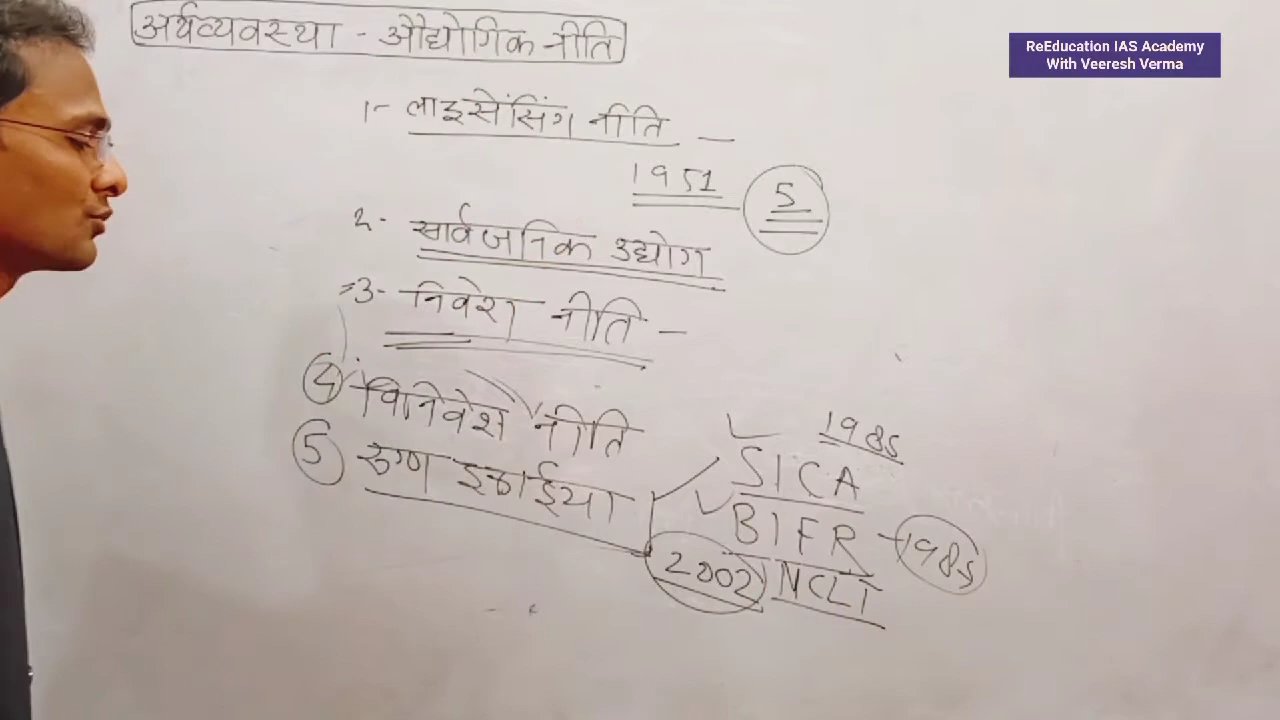 अर्थव्यवस्था - औद्योगिक नीति
ReEducation IAS Academy
With Veeresh Verma
1- लाइसेंसिंग नीति -
1951 5
2- सार्वजनिक उद्योग
3- निवेश नीति -
4 विनिवेश नीति
1985
5 रुग्ण इकाईया
SICA
BIFR - 1985
2002 NCLT